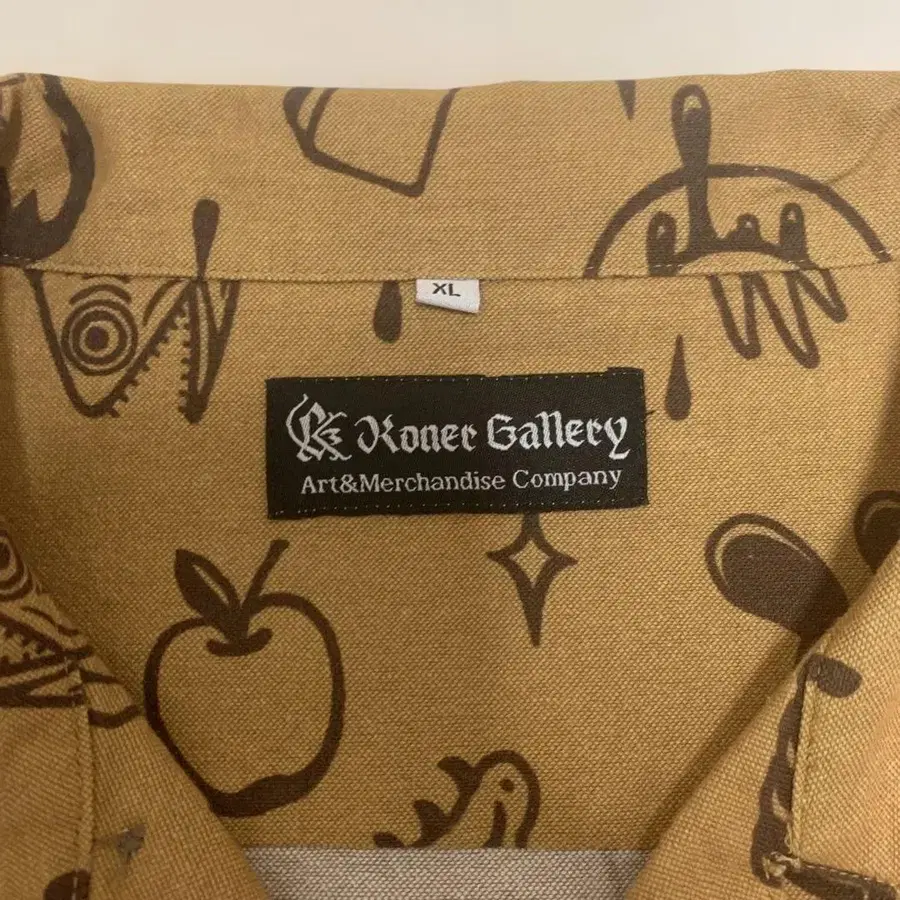 XL
Koner Gallery
Art&Merchandise Company